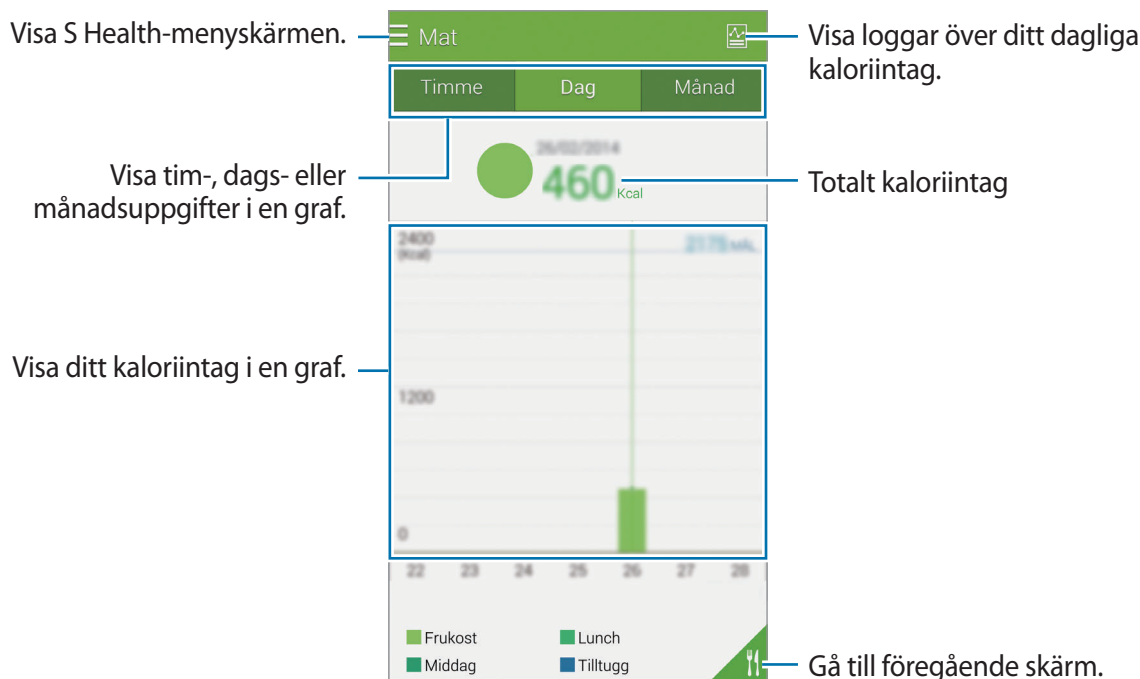 Visa S Health-menyskärmen.
Mat
Visa loggar över ditt dagliga
kaloriintag.
Timme
Dag
Månad
Visa tim-, dags- eller
månadsuppgifter i en graf.
26/02/2014
460 Kcal
Totalt kaloriintag
2400
(Kcal)
2175 MÅL
Visa ditt kaloriintag i en graf.
1200
0
22 23 24 25 26 27 28
Frukost
Lunch
Middag
Tilltugg
Gå till föregående skärm.